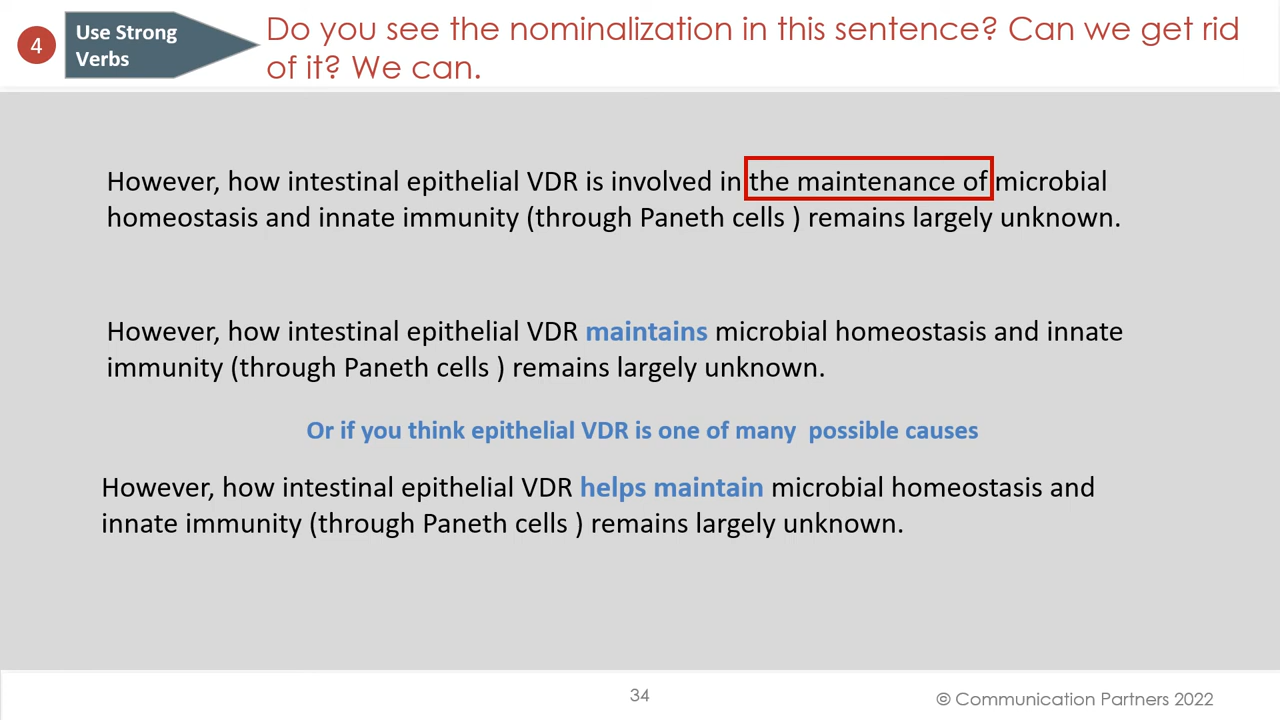 4
Use Strong
Verbs
Do you see the nominalization in this sentence? Can we get rid
of it? We can.
However, how intestinal epithelial VDR is involved in the maintenance of microbial
homeostasis and innate immunity (through Paneth cells ) remains largely unknown.
However, how intestinal epithelial VDR maintains microbial homeostasis and innate
immunity (through Paneth cells ) remains largely unknown.
Or if you think epithelial VDR is one of many  possible causes
However, how intestinal epithelial VDR helps maintain microbial homeostasis and
innate immunity (through Paneth cells ) remains largely unknown.
34
© Communication Partners 2022